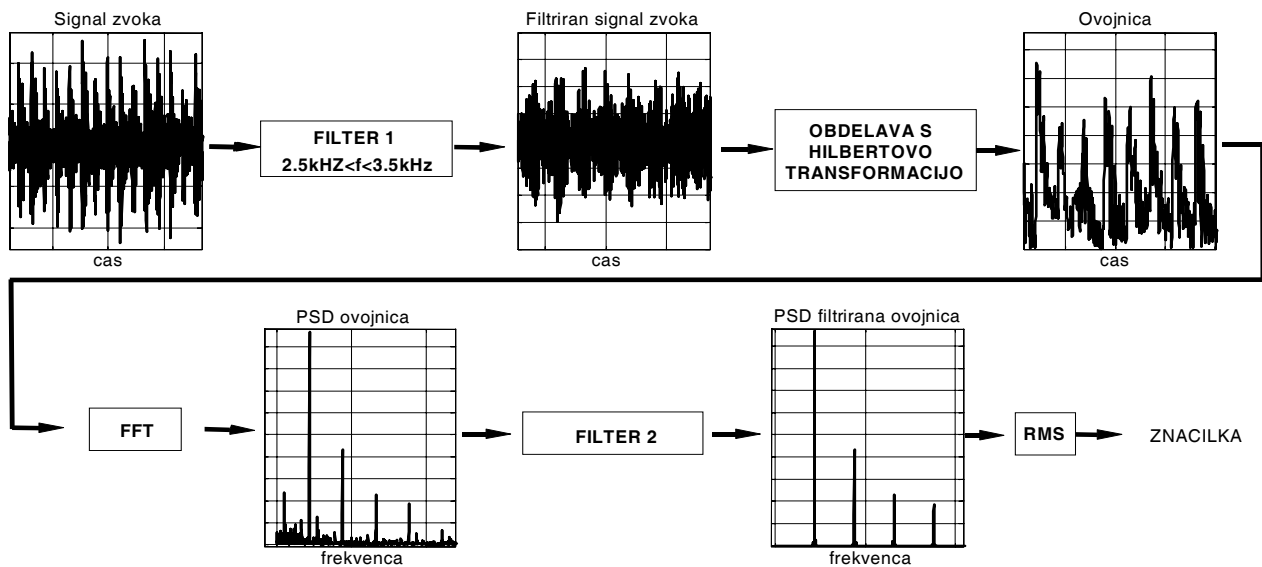 Signal zvoka
Filtriran signal zvoka
Ovojnica
FILTER 1
2.5kHZ<f<3.5kHz
OBDELAVA S
HILBERTOVO
TRANSFORMACIJO
cas
cas
cas
PSD ovojnica
PSD filtrirana ovojnica
FFT
FILTER 2
RMS
ZNACILKA
frekvenca
frekvenca